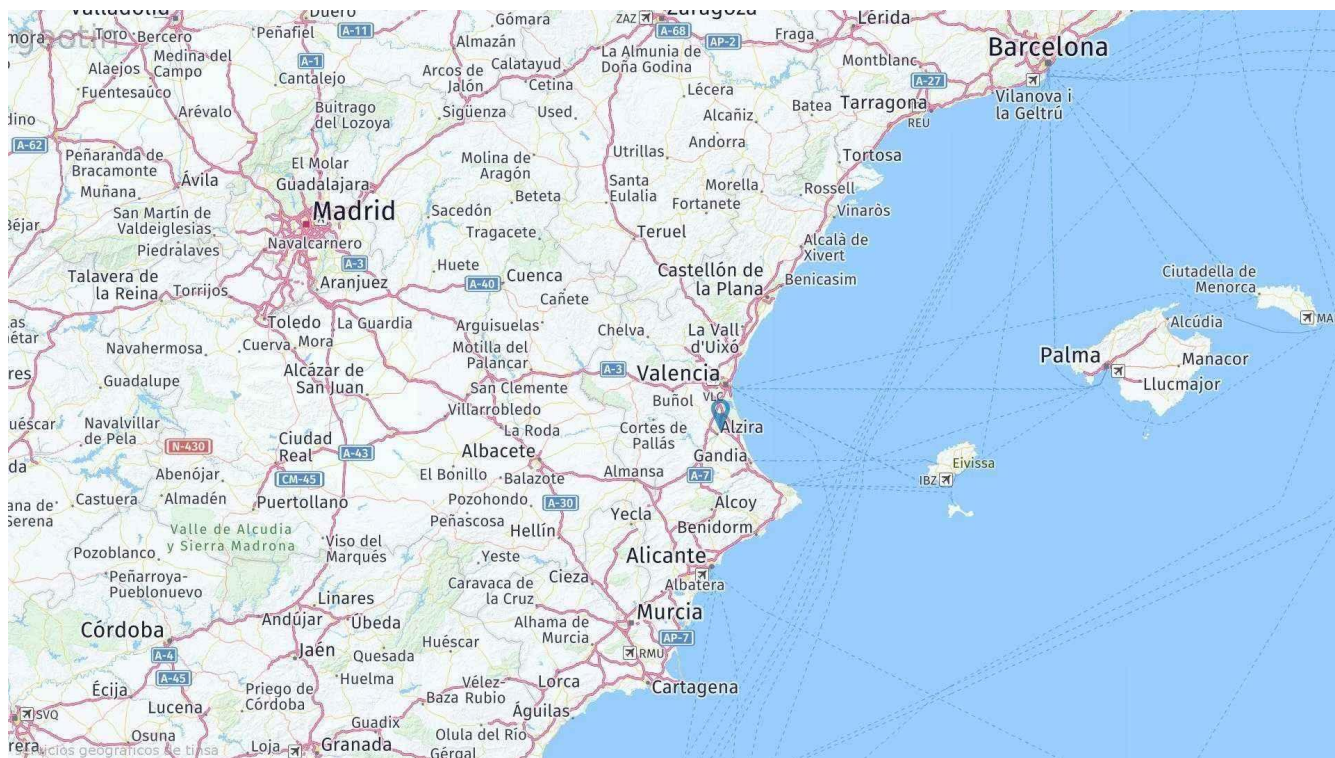 Valladolid
Duero
Gómara
ZAZ
Zaragoza
Lérida
Toro
Bercero
Peñafiel
A-11
Almazán
A-68
AP-2
Fraga
Barcelona
geotin
Medina del
Campo
A-1
Arcos de
Jalón
Calatayud
La Almunia de
Doña Godina
Montblanc
Alaejos
Cantalejo
Cetina
A-27
Fuentesaúco
Buitrago
del Lozoya
Sigüenza
Used
Lécera
Batea
Tarragona
Vilanova i
la Geltrú
Arévalo
Alcañiz
REU
A-62
Peñaranda de
Bracamonte
El Molar
Molina de
Aragón
Utrillas
Andorra
Tortosa
Muñana
Ávila
Guadalajara
Beteta
Santa
Eulalia
Morella
Rossell
Béjar
San Martín de
Valdeiglesias
Madrid
Sacedón
Tragacete
Fortanete
Vinaròs
Piedralaves
Navalcarnero
Teruel
Alcalà de
Xivert
A-3
Huete
Cuenca
Castellón de
la Plana
Benicasim
Ciutadella de
Menorca
Talavera de
la Reina
Torrijos
Aranjuez
A-40
Cañete
Toledo
La Guardia
Arguisuelas
Chelva
La Vall
d'Uixó
Alcúdia
MA
Navahermosa
Cuerva
Mora
Motilla del
Palancar
A-3
Valencia
Palma
Manacor
Guadalupe
Alcázar de
San Juan
San Clemente
Buñol
VLC
Llucmajor
Villarrobledo
Navalvillar
de Pela
N-430
Ciudad
Real
A-43
La Roda
Cortes de
Pallás
Alzira
Albacete
Gandia
Eivissa
Abenójar
CM-45
El Bonillo
Balazote
Almansa
A-7
IBZ
Castuera
Almadén
Puertollano
Pozohondo
A-30
Alcoy
Serena
Valle de Alcudia
y Sierra Madrona
Peñascosa
Hellín
Yecla
Benidorm
Pozoblanco
Viso del
Marqués
Yeste
Alicante
Peñarroya-
Pueblonuevo
Caravaca de
la Cruz
Cieza
Albatera
Linares
Murcia
Córdoba
Andújar
Úbeda
Huéscar
Alhama de
Murcia
AP-7
A-4
Jaén
Quesada
RMU
A-45
Huelma
Vélez-
Rubio
Lorca
Cartagena
Écija
Priego de
Córdoba
Baza
Águilas
SVQ
Lucena
Guadix
Osuna
Loja
Granada
Olula del Río
Gérgal
servicios geográficos de tinsa